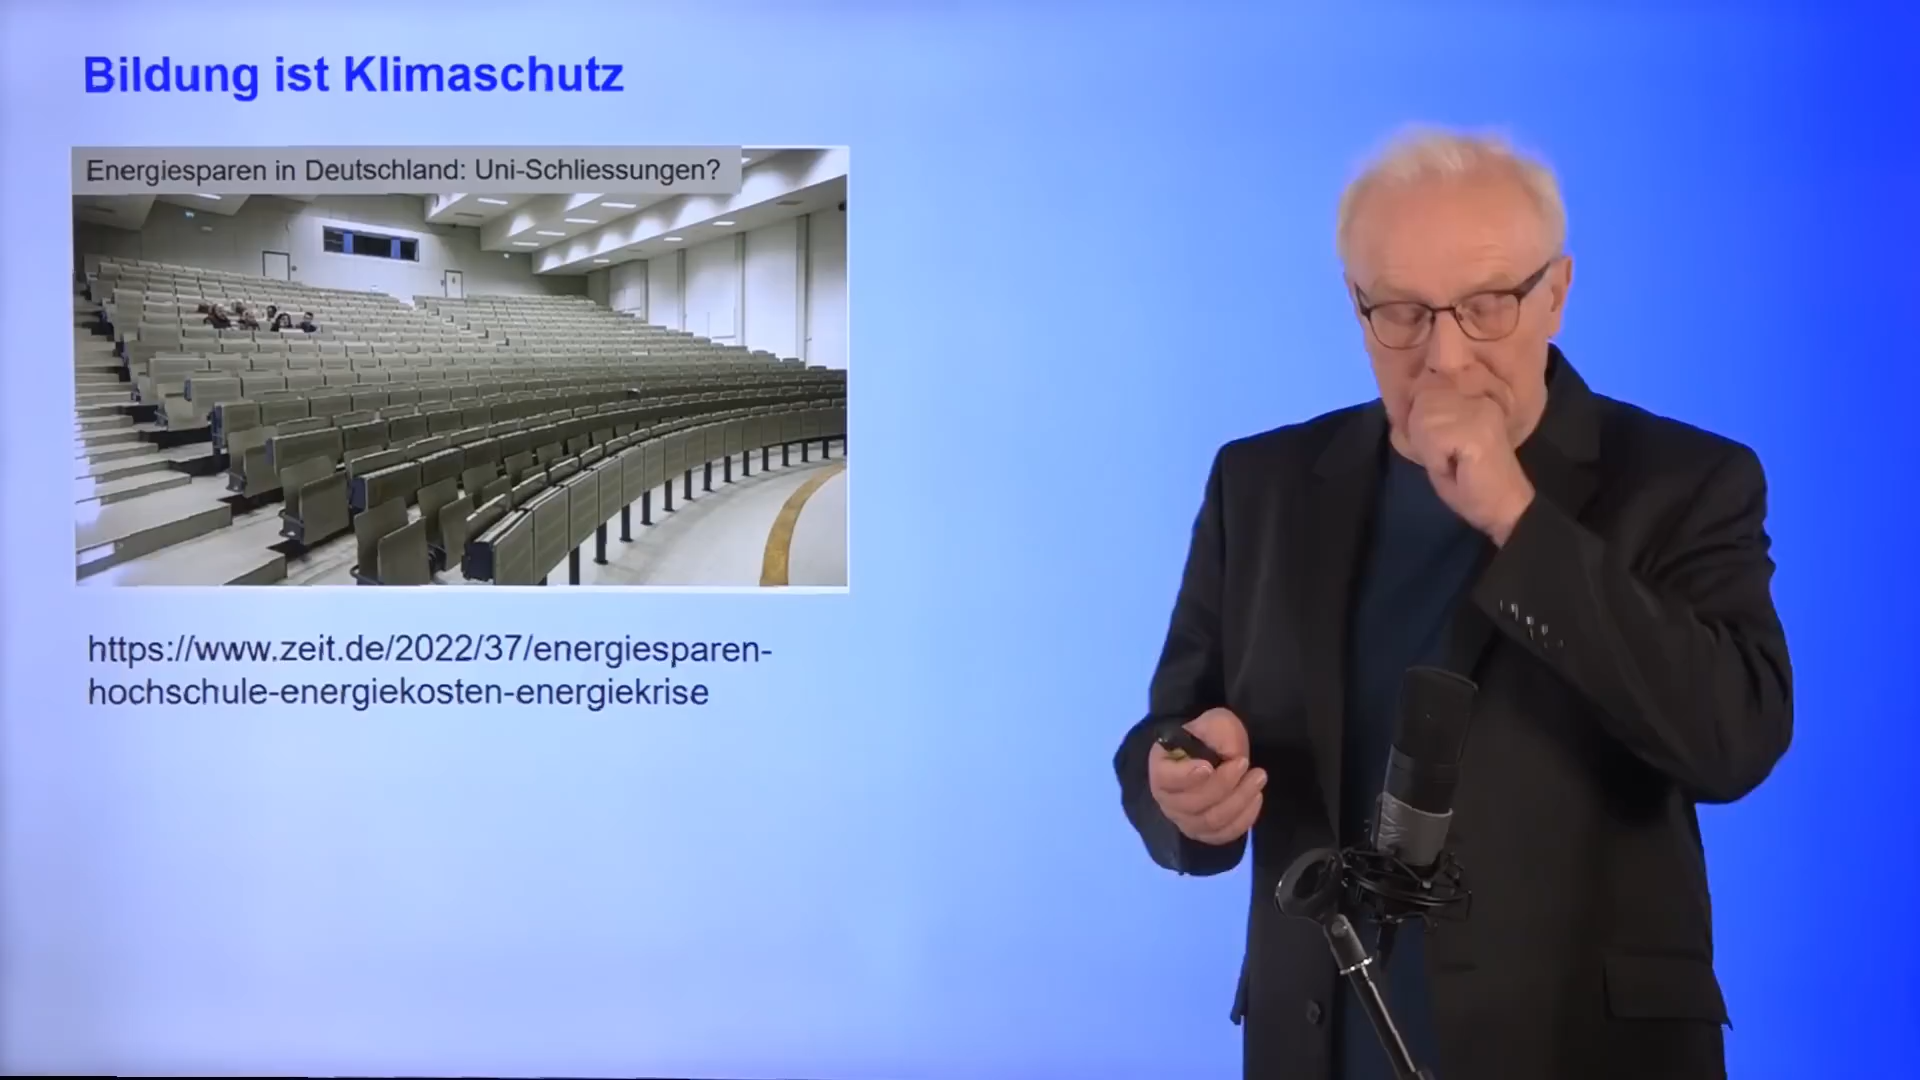 Bildung ist Klimaschutz
Energiesparen in Deutschland: Uni-Schliessungen?
https://www.zeit.de/2022/37/energiesparen-
hochschule-energiekosten-energiekrise